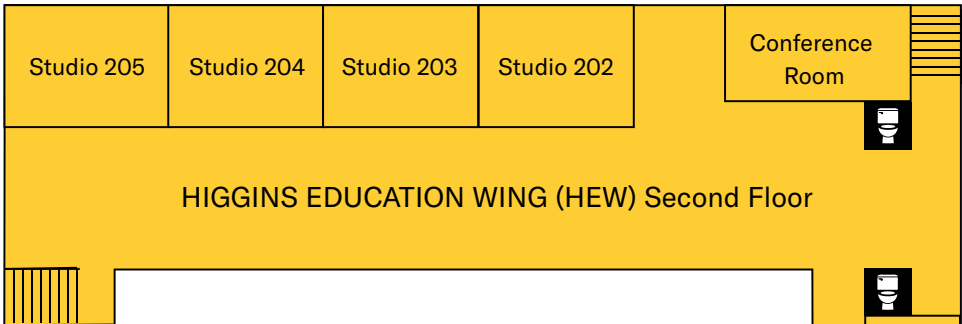 Studio 205
Studio 204
Studio 203
Studio 202
Conference
Room
HIGGINS EDUCATION WING (HEW) Second Floor